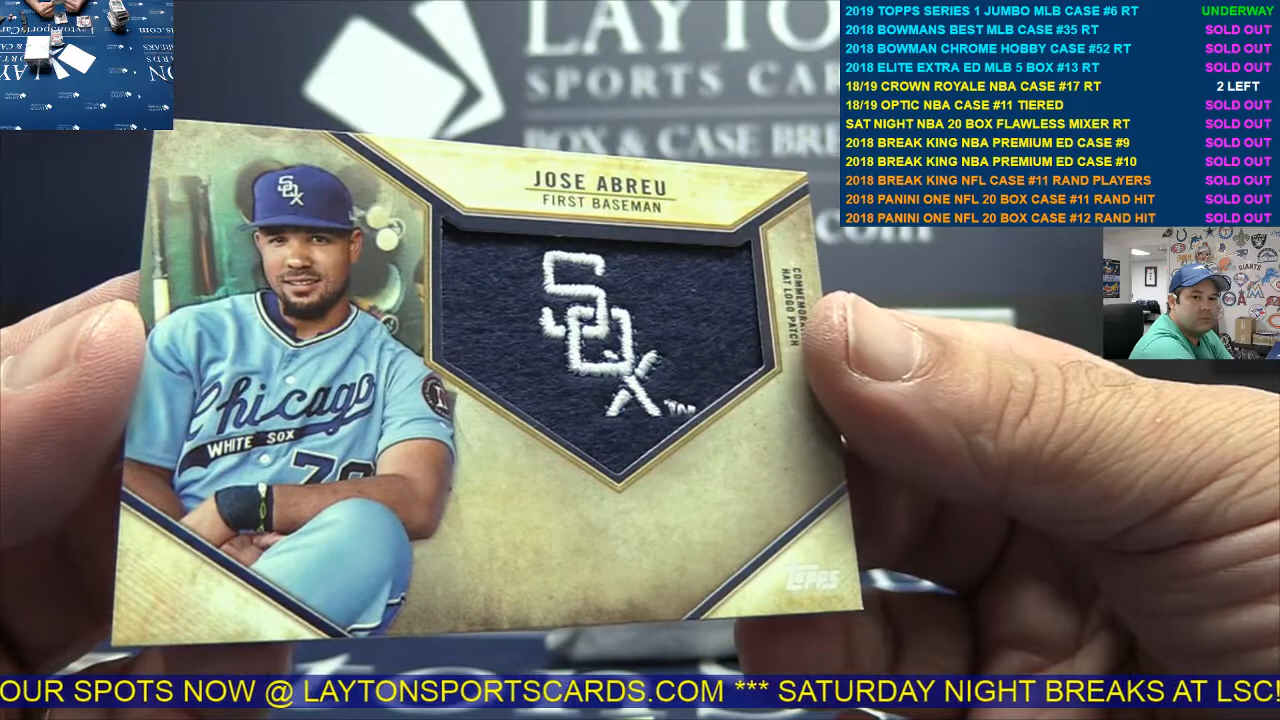 2019 TOPPS SERIES 1 JUMBO MLB CASE #6 RT UNDERWAY
2018 BOWMANS BEST MLB CASE #35 RT SOLD OUT
2018 BOWMAN CHROME HOBBY CASE #52 RT SOLD OUT
2018 ELITE EXTRA ED MLB 5 BOX #13 RT SOLD OUT
18/19 CROWN ROYALE NBA CASE #17 RT 2 LEFT
18/19 OPTIC NBA CASE #11 TIERED SOLD OUT
SAT NIGHT NBA 20 BOX FLAWLESS MIXER RT SOLD OUT
2018 BREAK KING NBA PREMIUM ED CASE #9 SOLD OUT
2018 BREAK KING NBA PREMIUM ED CASE #10 SOLD OUT
2018 BREAK KING NFL CASE #11 RAND PLAYERS SOLD OUT
2018 PANINI ONE NFL 20 BOX CASE #11 RAND HIT SOLD OUT
2018 PANINI ONE NFL 20 BOX CASE #12 RAND HIT SOLD OUT
LAYTON
SPORTS CAR
BOX & CASE BRE
.com
JOSE ABREU
FIRST BASEMAN
SOX
SOX
TM
HAT LOGO PATCH
Chicago
WHITE SOX
79
Topps
GIANTS
OUR SPOTS NOW @ LAYTONSPORTSCARDS.COM *** SATURDAY NIGHT BREAKS AT LSC